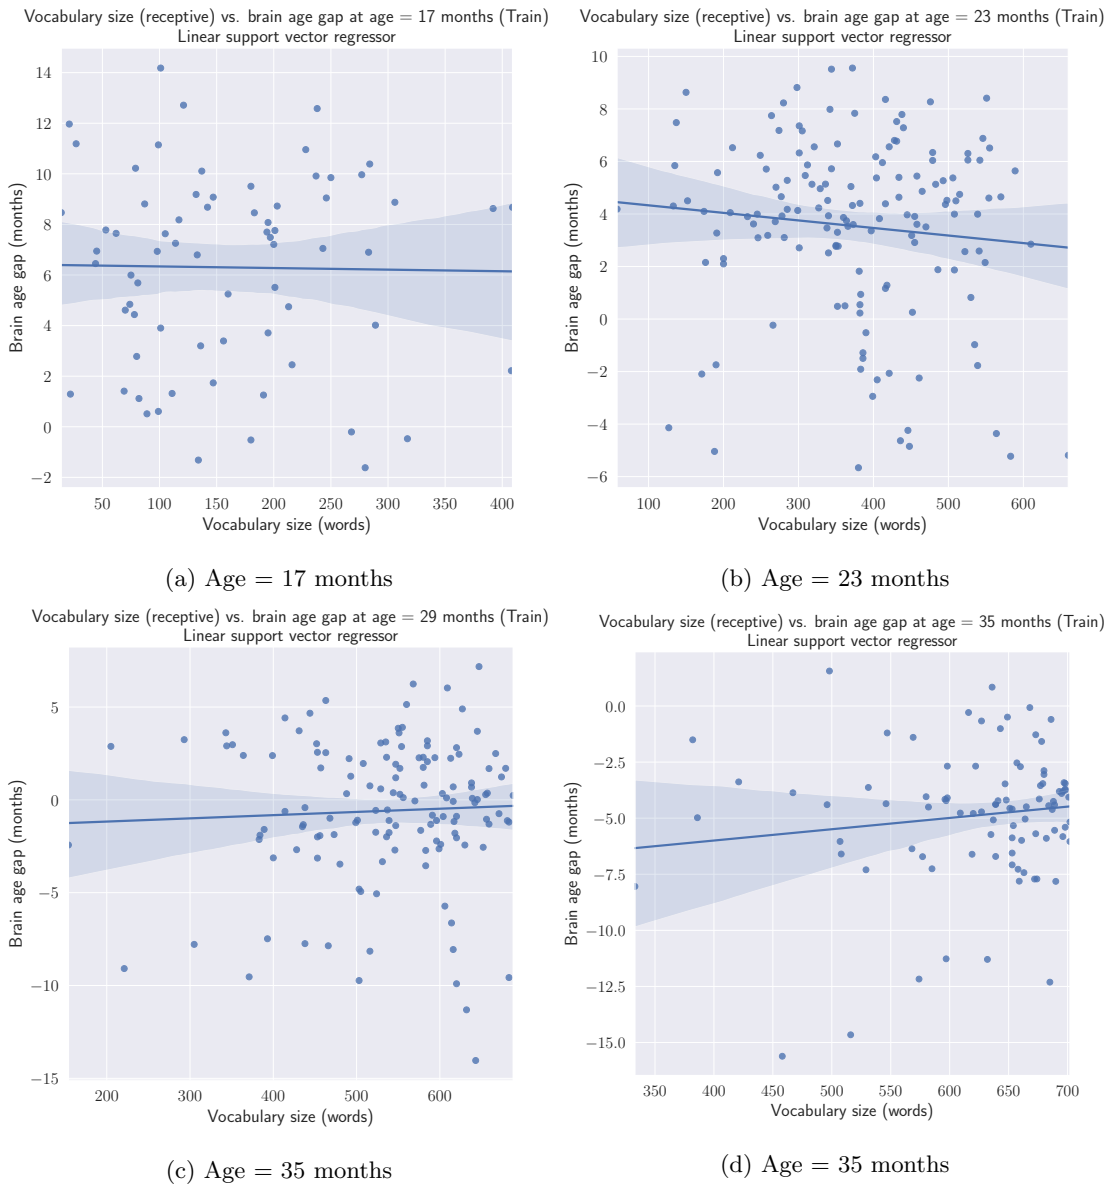 Vocabulary size (receptive) vs. brain age gap at age = 17 months (Train)
Linear support vector regressor
14
12
10
8
6
4
2
0
−2
Brain age gap (months)
50 100 150 200 250 300 350 400
Vocabulary size (words)
(a) Age = 17 months
Vocabulary size (receptive) vs. brain age gap at age = 23 months (Train)
Linear support vector regressor
10
8
6
4
2
0
−2
−4
−6
Brain age gap (months)
100 200 300 400 500 600
Vocabulary size (words)
(b) Age = 23 months
Vocabulary size (receptive) vs. brain age gap at age = 29 months (Train)
Linear support vector regressor
5
0
−5
−10
−15
Brain age gap (months)
200 300 400 500 600
Vocabulary size (words)
(c) Age = 35 months
Vocabulary size (receptive) vs. brain age gap at age = 35 months (Train)
Linear support vector regressor
0.0
−2.5
−5.0
−7.5
−10.0
−12.5
−15.0
Brain age gap (months)
350 400 450 500 550 600 650 700
Vocabulary size (words)
(d) Age = 35 months